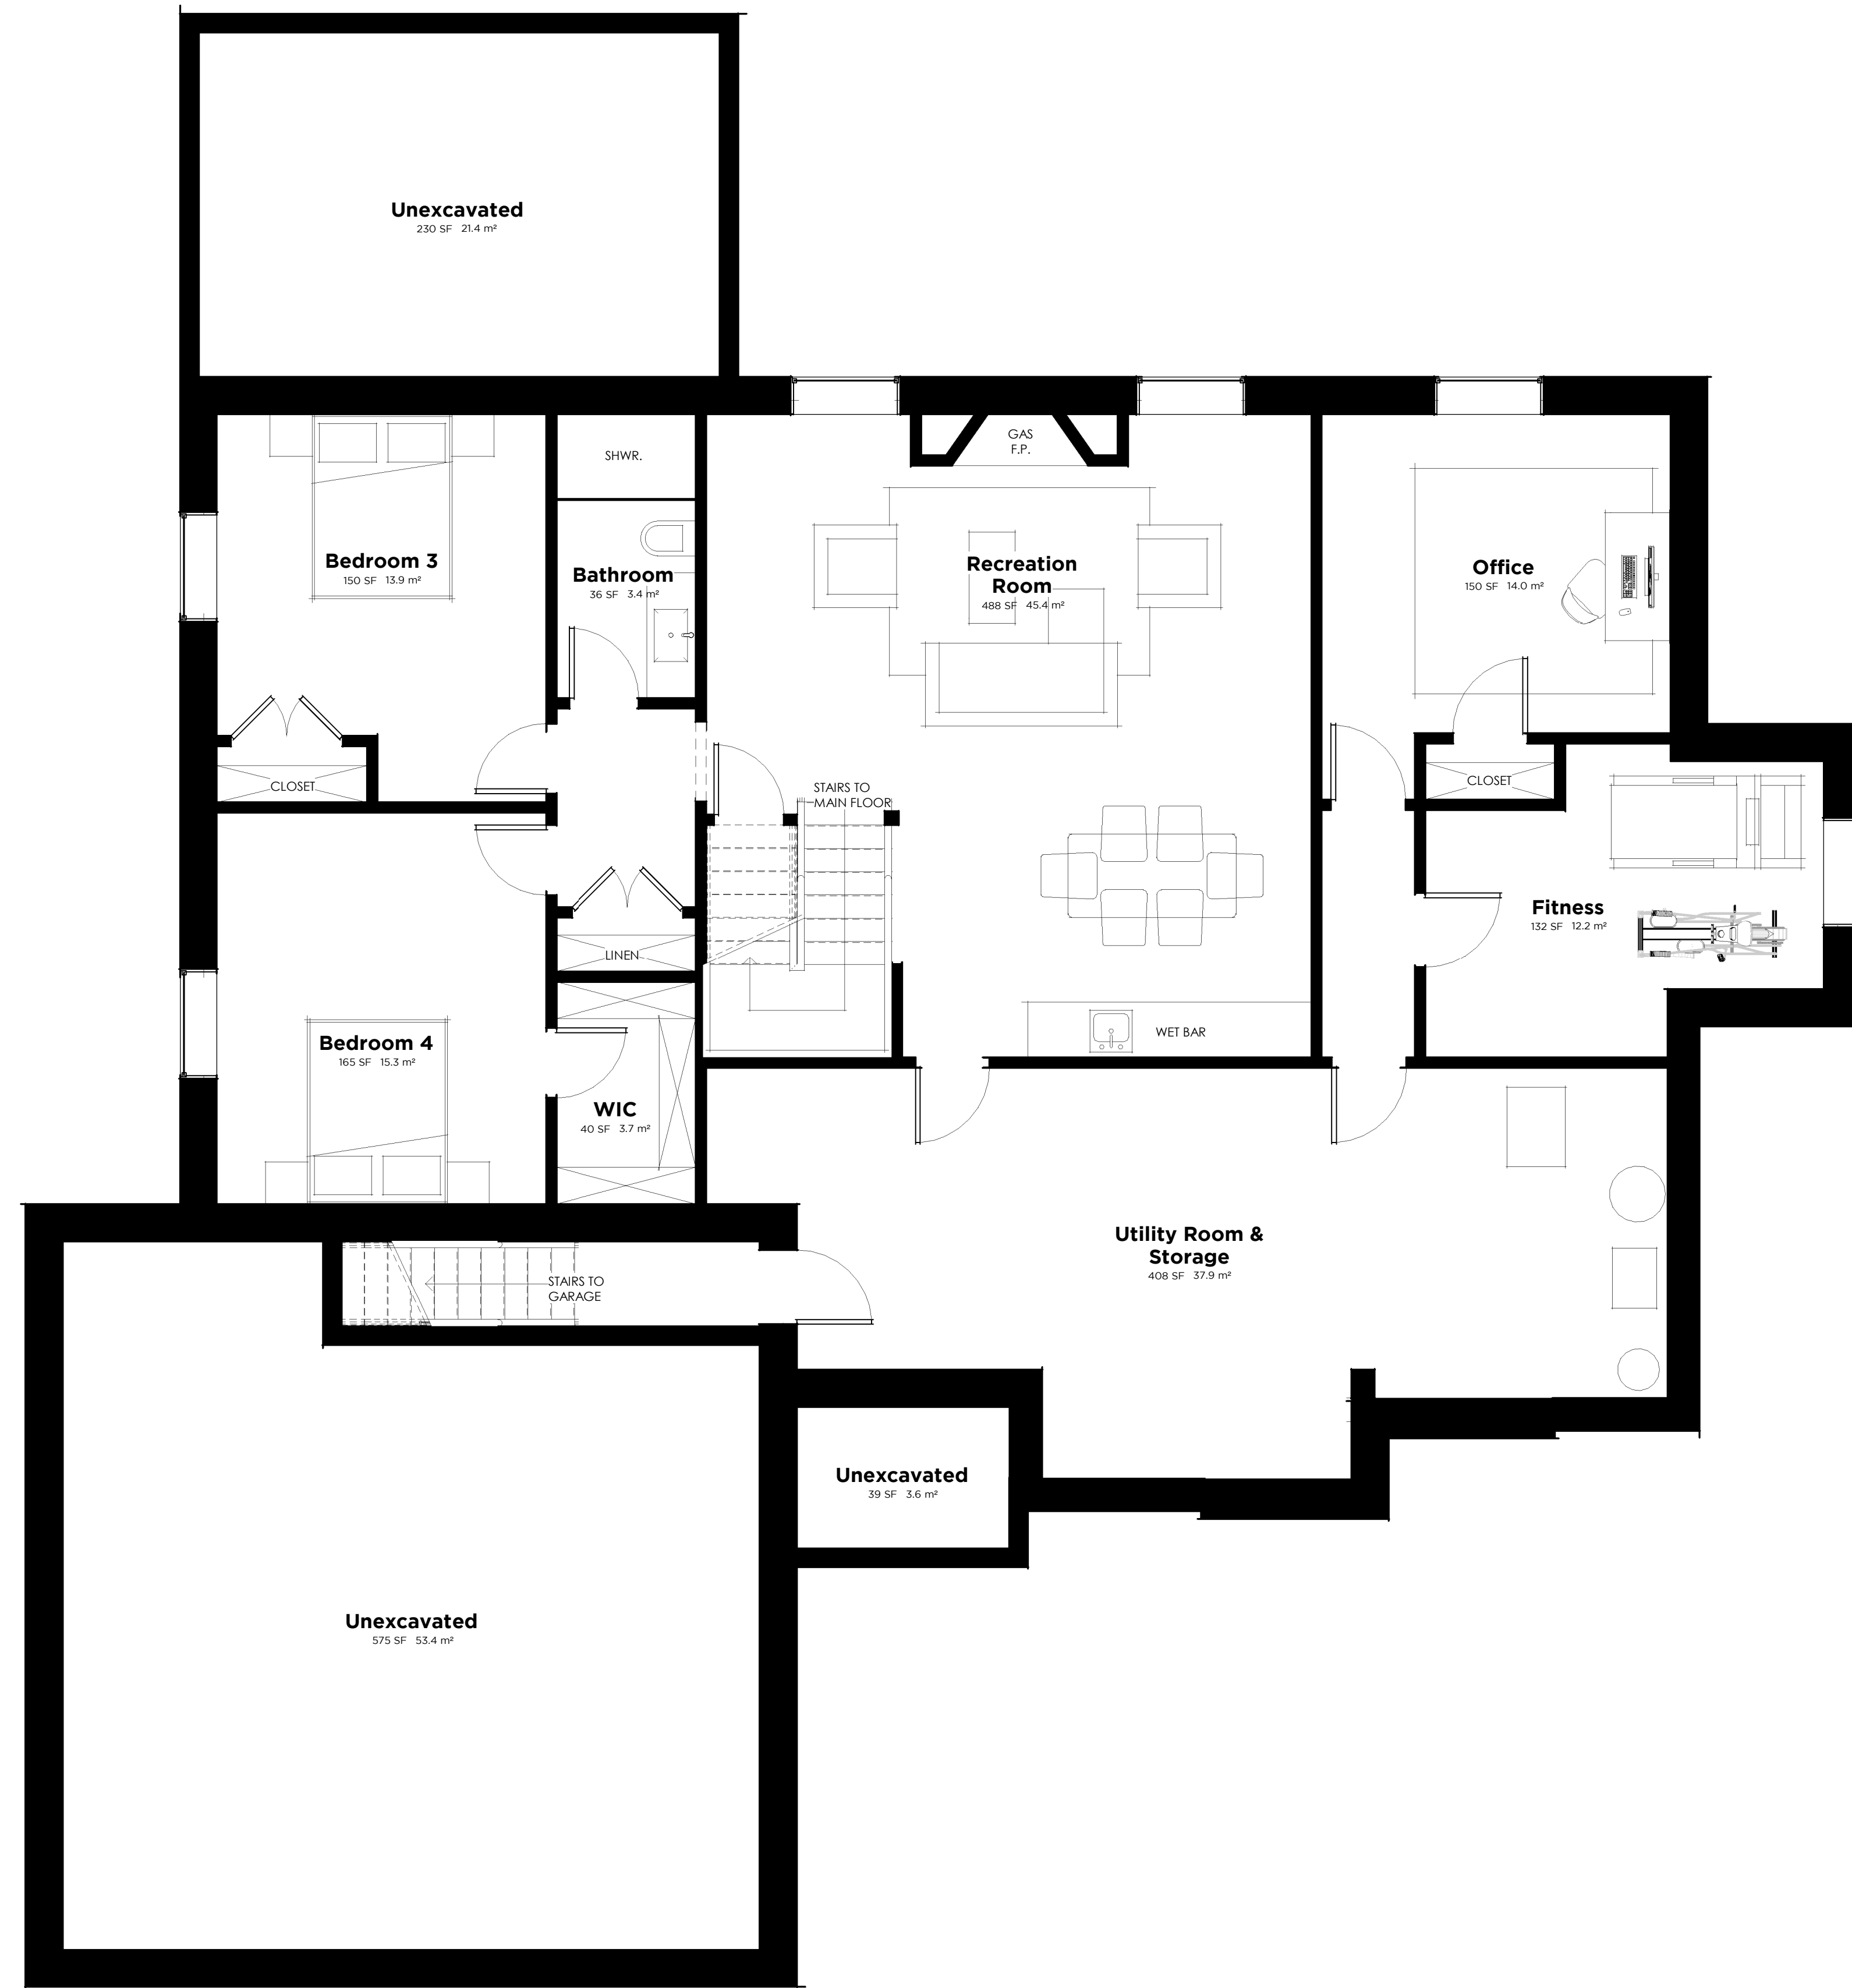 Unexcavated
230 SF 21.4 m²
SHWR.
GAS
F.P.
Bedroom 3
150 SF 13.9 m²
Bathroom
36 SF 3.4 m²
Recreation
Room
488 SF 45.4 m²
Office
150 SF 14.0 m²
CLOSET
STAIRS TO
MAIN FLOOR
CLOSET
Fitness
132 SF 12.2 m²
LINEN
Bedroom 4
165 SF 15.3 m²
WET BAR
WIC
40 SF 3.7 m²
Utility Room &
Storage
408 SF 37.9 m²
STAIRS TO
GARAGE
Unexcavated
39 SF 3.6 m²
Unexcavated
575 SF 53.4 m²